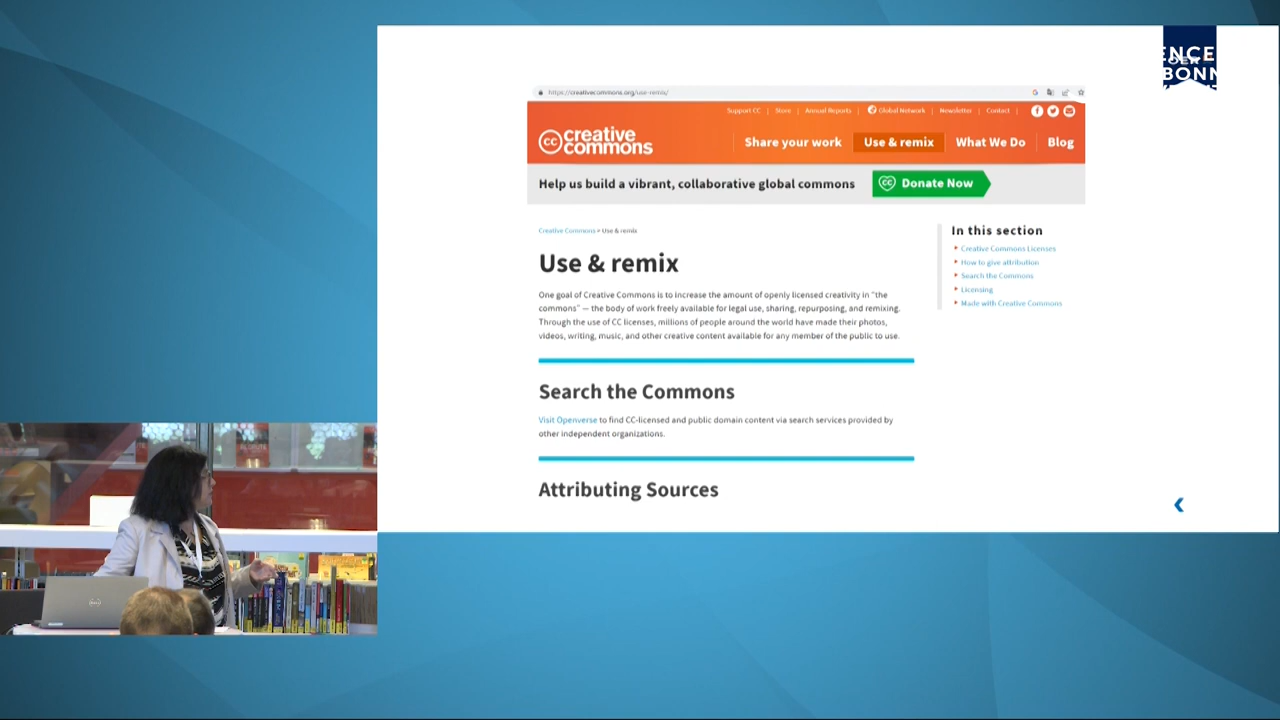 ENCE
BONN
https://creativecommons.org/use-remix/
Support CC | Store | Annual Reports | Global Network | Newsletter | Contact |
cc creative commons
Share your work
Use & remix
What We Do
Blog
Help us build a vibrant, collaborative global commons
Donate Now
Creative Commons » Use & remix
Use & remix
One goal of Creative Commons is to increase the amount of openly licensed creativity in "the
commons" — the body of work freely available for legal use, sharing, repurposing, and remixing.
Through the use of CC licenses, millions of people around the world have made their photos,
videos, writing, music, and other creative content available for any member of the public to use.
In this section
Creative Commons Licenses
How to give attribution
Search the Commons
Licensing
Made with Creative Commons
Search the Commons
Visit Openverse to find CC-licensed and public domain content via search services provided by
other independent organizations.
Attributing Sources
DELL